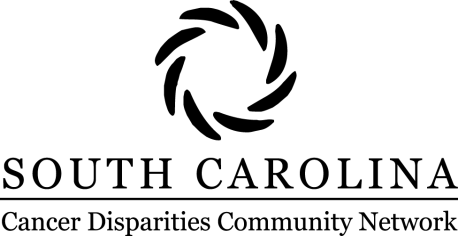 SOUTH CAROLINA
Cancer Disparities Community Network